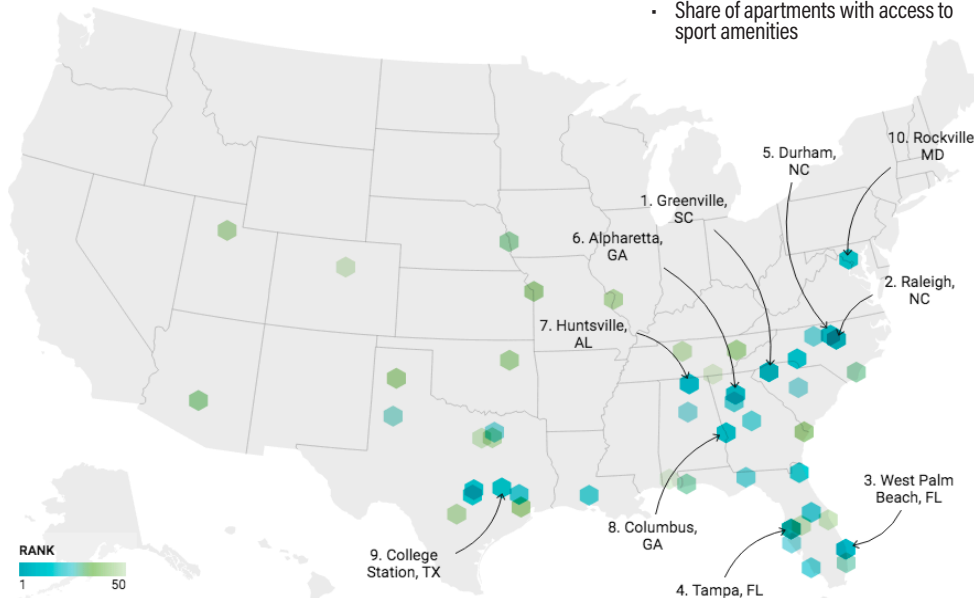 · Share of apartments with access to
sport amenities
10. Rockville
MD
5. Durham,
NC
1. Greenville,
SC
6. Alpharetta,
GA
2. Raleigh,
NC
7. Huntsville,
AL
3. West Palm
Beach, FL
8. Columbus,
GA
9. College
Station, TX
4. Tampa, FL
RANK
1 50